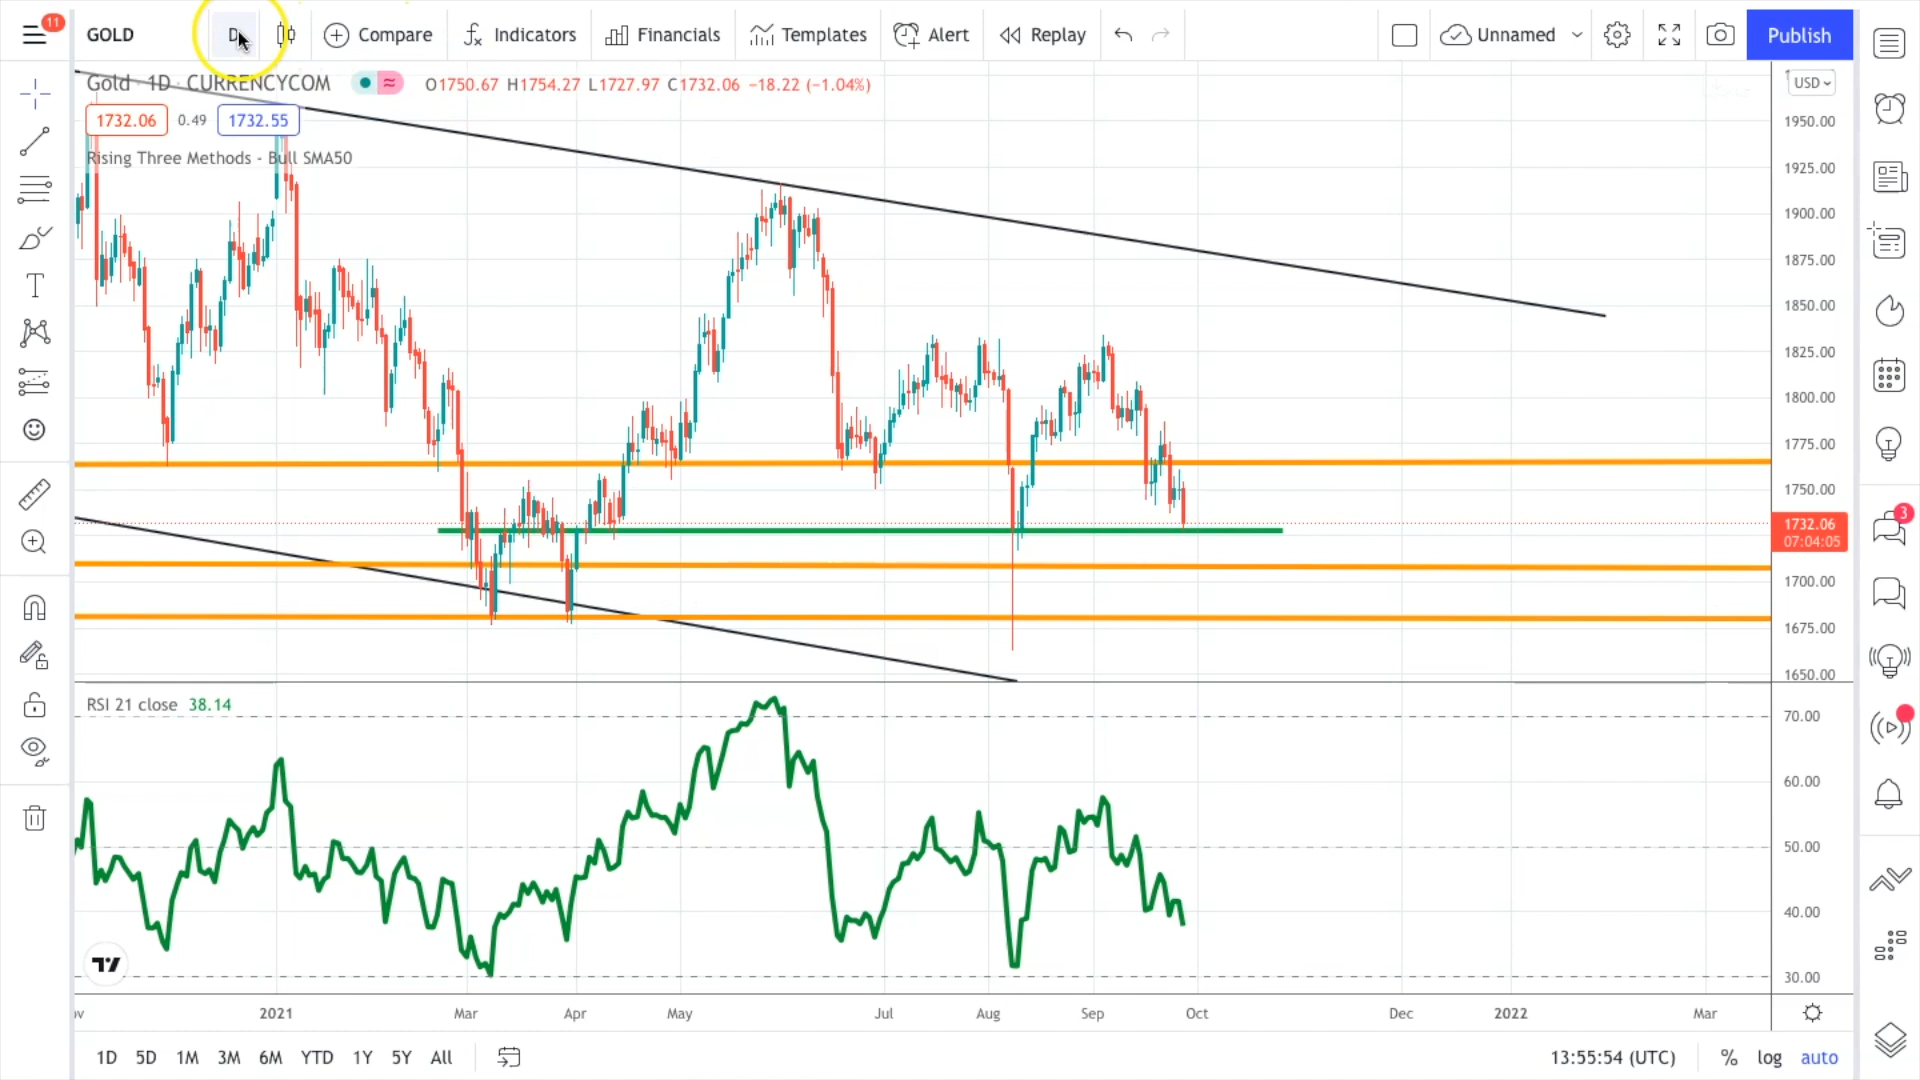 11
GOLD
D
Compare
Indicators
Financials
Templates
Alert
Replay
Unnamed
Publish
Gold · 1D · CURRENCYCOM
O1750.67 H1754.27 L1727.97 C1732.06 −18.22 (−1.04%)
USD
1732.06 0.49 1732.55
Rising Three Methods - Bull SMA50
1950.00
1925.00
1900.00
1875.00
1850.00
1825.00
1800.00
1775.00
1750.00
1732.06
07:04:05
1700.00
1675.00
1650.00
3
RSI 21 close 38.14
70.00
60.00
50.00
40.00
30.00
2021 Mar Apr May Jul Aug Sep Oct Dec 2022 Mar
1D 5D 1M 3M 6M YTD 1Y 5Y All
13:55:54 (UTC) % log auto